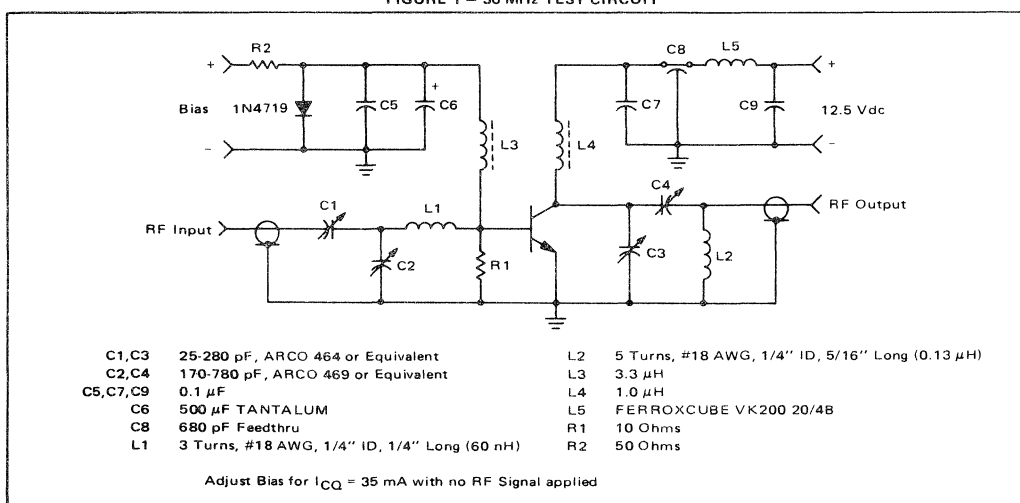 FIGURE 1 – 30 MHz TEST CIRCUIT
R2
C8
L5
+
+
+
Bias
1N4719
C5
C6
C7
C9
12.5 Vdc
L3
L4
–
–
C4
C1
L1
RF Output
RF Input
C2
R1
C3
L2
C1,C3 25-280 pF, ARCO 464 or Equivalent
C2,C4 170-780 pF, ARCO 469 or Equivalent
C5,C7,C9 0.1 μF
C6 500 μF TANTALUM
C8 680 pF Feedthru
L1 3 Turns, #18 AWG, 1/4'' ID, 1/4'' Long (60 nH)
L2 5 Turns, #18 AWG, 1/4'' ID, 5/16'' Long (0.13 μH)
L3 3.3 μH
L4 1.0 μH
L5 FERROXCUBE VK200 20/4B
R1 10 Ohms
R2 50 Ohms
Adjust Bias for ICQ = 35 mA with no RF Signal applied